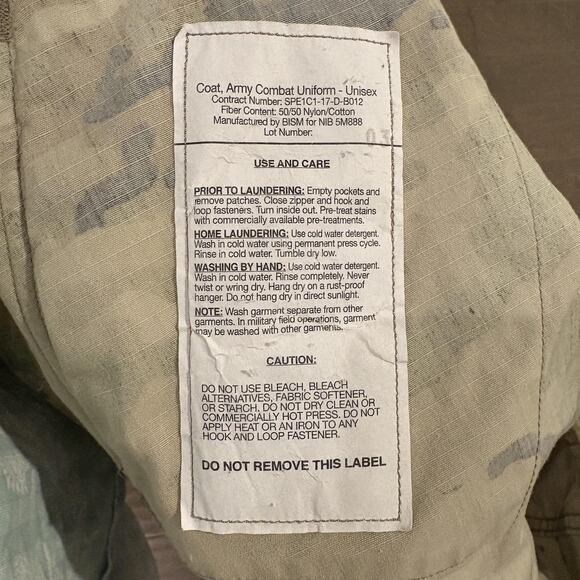 Coat, Army Combat Uniform - Unisex
Contract Number: SPE1C1-17-D-B012
Fiber Content: 50/50 Nylon/Cotton
Manufactured by BISM for NIB 5M888
Lot Number:
03
USE AND CARE
PRIOR TO LAUNDERING: Empty pockets and
remove patches. Close zipper and hook and
loop fasteners. Turn inside out. Pre-treat stains
with commercially available pre-treatments.
HOME LAUNDERING: Use cold water detergent.
Wash in cold water using permanent press cycle.
Rinse in cold water. Tumble dry low.
WASHING BY HAND: Use cold water detergent.
Wash in cold water. Rinse completely. Never
twist or wring dry. Hang dry on a rust-proof
hanger. Do not hang dry in direct sunlight.
NOTE: Wash garment separate from other
garments. In military field operations, garment
may be washed with other garments.
CAUTION:
DO NOT USE BLEACH, BLEACH
ALTERNATIVES, FABRIC SOFTENER,
OR STARCH. DO NOT DRY CLEAN OR
COMMERCIALLY HOT PRESS. DO NOT
APPLY HEAT OR AN IRON TO ANY
HOOK AND LOOP FASTENER.
DO NOT REMOVE THIS LABEL